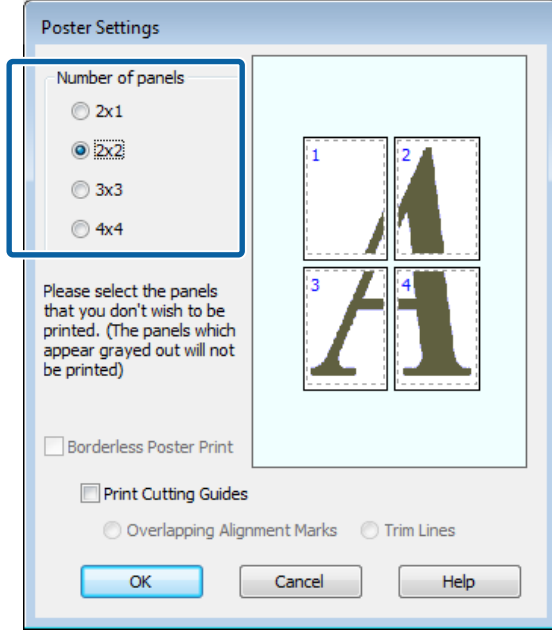 Poster Settings
Number of panels
2x1
2x2
3x3
4x4
1
2
3
4
A
Please select the panels
that you don't wish to be
printed. (The panels which
appear grayed out will not
be printed)
Borderless Poster Print
Print Cutting Guides
Overlapping Alignment Marks
Trim Lines
OK
Cancel
Help